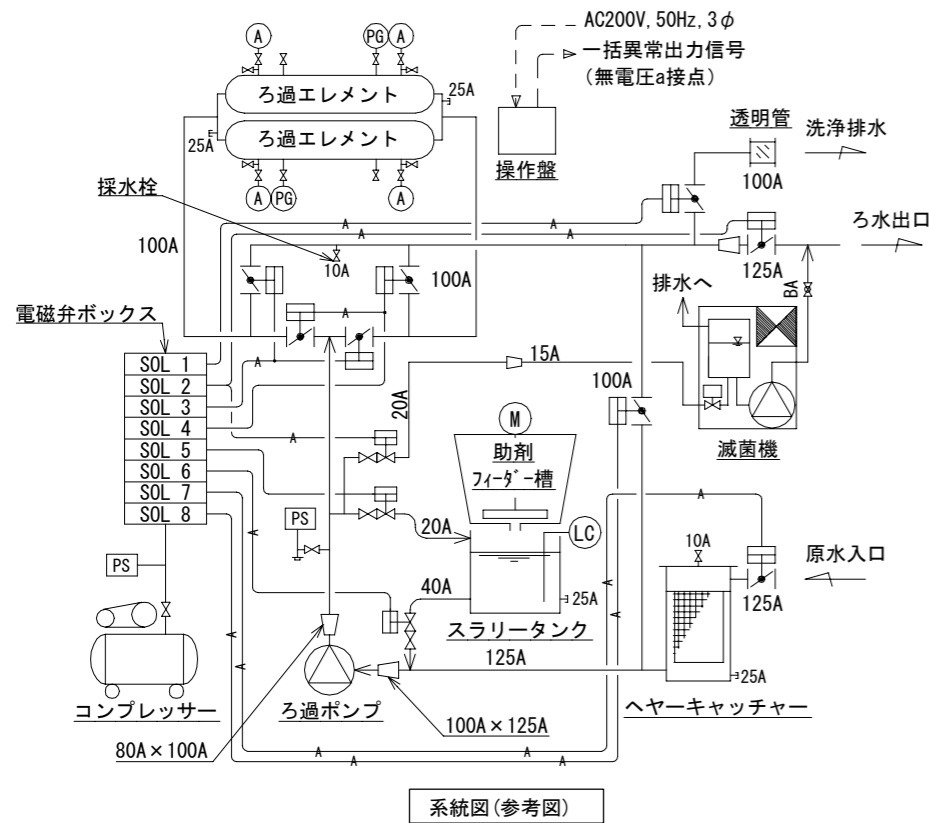 AC200V, 50Hz, 3φ
一括異常出力信号
(無電圧a接点)
A
PG
A
ろ過エレメント
25A
ろ過エレメント
25A
A
PG
A
操作盤
透明管
洗浄排水
100A
採水栓
A
A
ろ水出口
100A
10A
100A
125A
排水へ
BA
電磁弁ボックス
A
SOL 1
SOL 2
SOL 3
SOL 4
SOL 5
SOL 6
SOL 7
SOL 8
A
15A
20A
100A
滅菌機
M
助剤
フィーダー槽
A
A
A
PS
20A
LC
10A
原水入口
PS
A
40A
25A
A
125A
スラリータンク
A
A
125A
25A
コンプレッサー
ろ過ポンプ
ヘヤーキャッチャー
100A×125A
80A×100A
A
A
A
A
系統図(参考図)